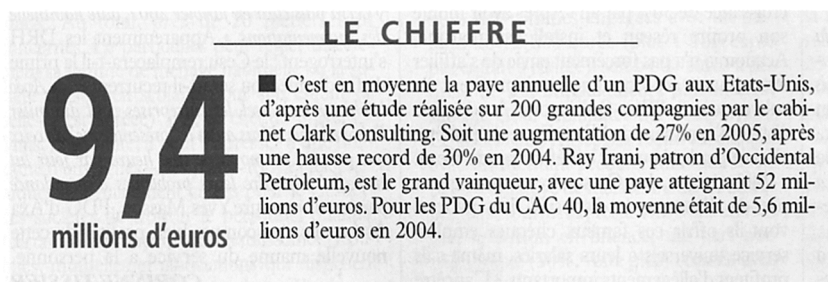 LE CHIFFRE
9,4
millions d'euros
■ C'est en moyenne la paye annuelle d'un PDG aux Etats-Unis,
d'après une étude réalisée sur 200 grandes compagnies par le cabi-
net Clark Consulting. Soit une augmentation de 27% en 2005, après
une hausse record de 30% en 2004. Ray Irani, patron d'Occidental
Petroleum, est le grand vainqueur, avec une paye atteignant 52 mil-
lions d'euros. Pour les PDG du CAC 40, la moyenne était de 5,6 mil-
lions d'euros en 2004.